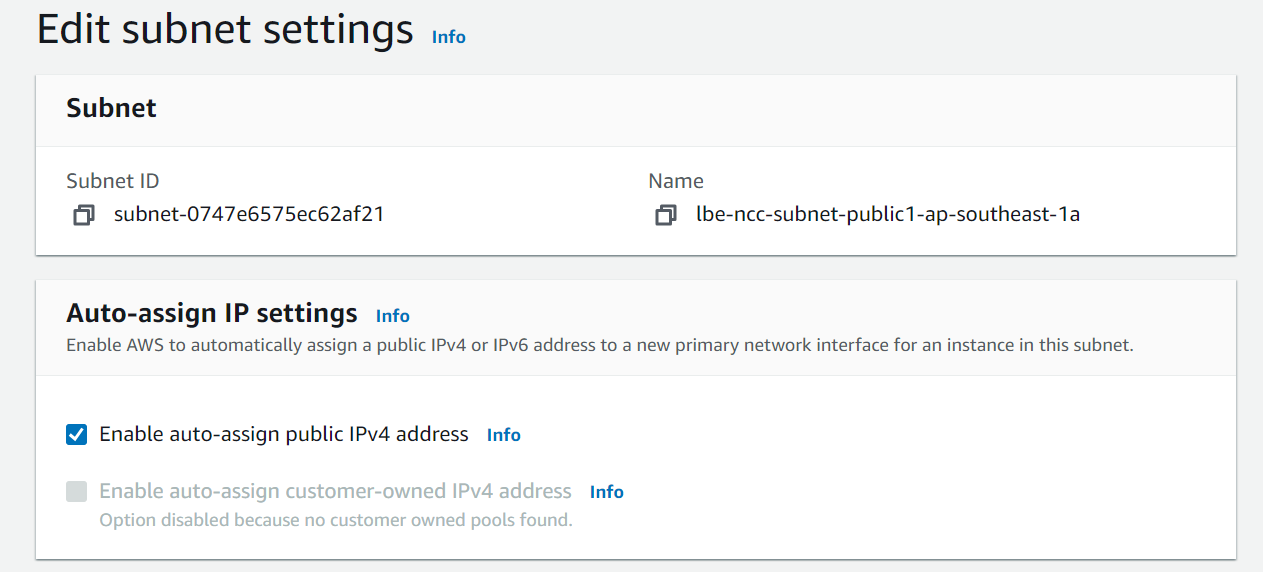 Edit subnet settings Info
Subnet
Subnet ID
subnet-0747e6575ec62af21
Name
lbe-ncc-subnet-public1-ap-southeast-1a
Auto-assign IP settings Info
Enable AWS to automatically assign a public IPv4 or IPv6 address to a new primary network interface for an instance in this subnet.
Enable auto-assign public IPv4 address Info
Enable auto-assign customer-owned IPv4 address Info
Option disabled because no customer owned pools found.